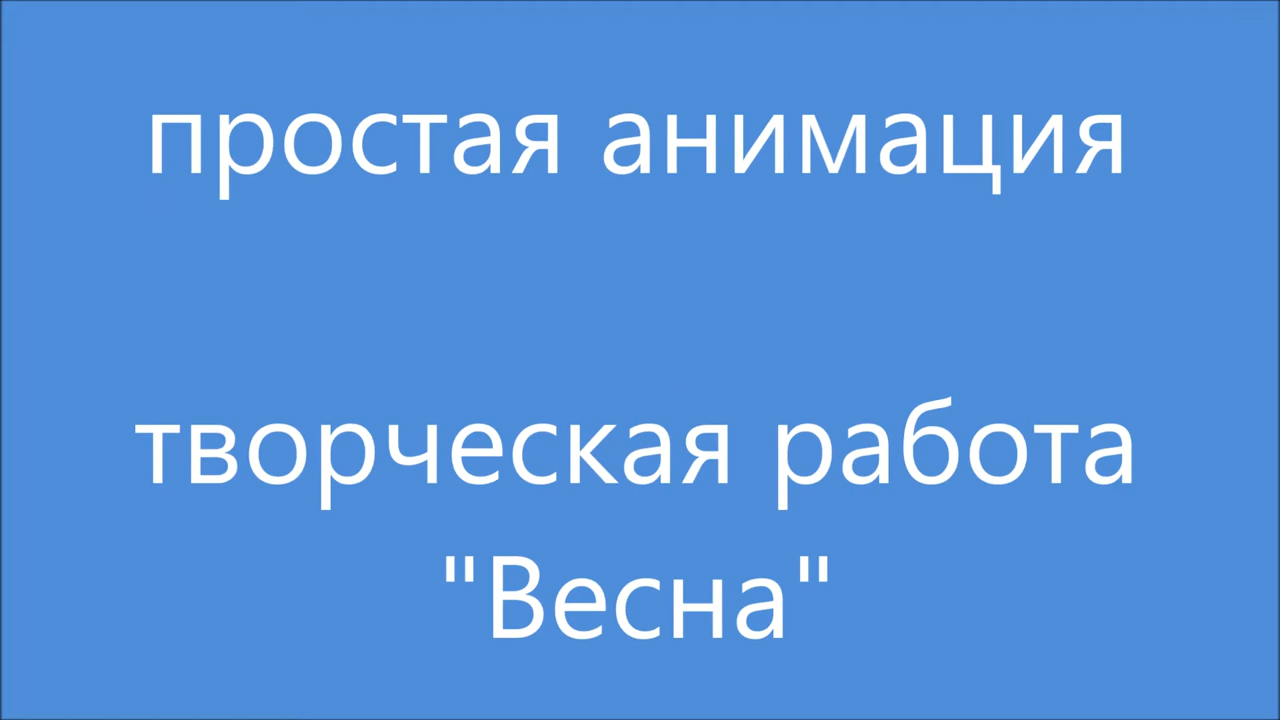 простая анимация
творческая работа
"Весна"